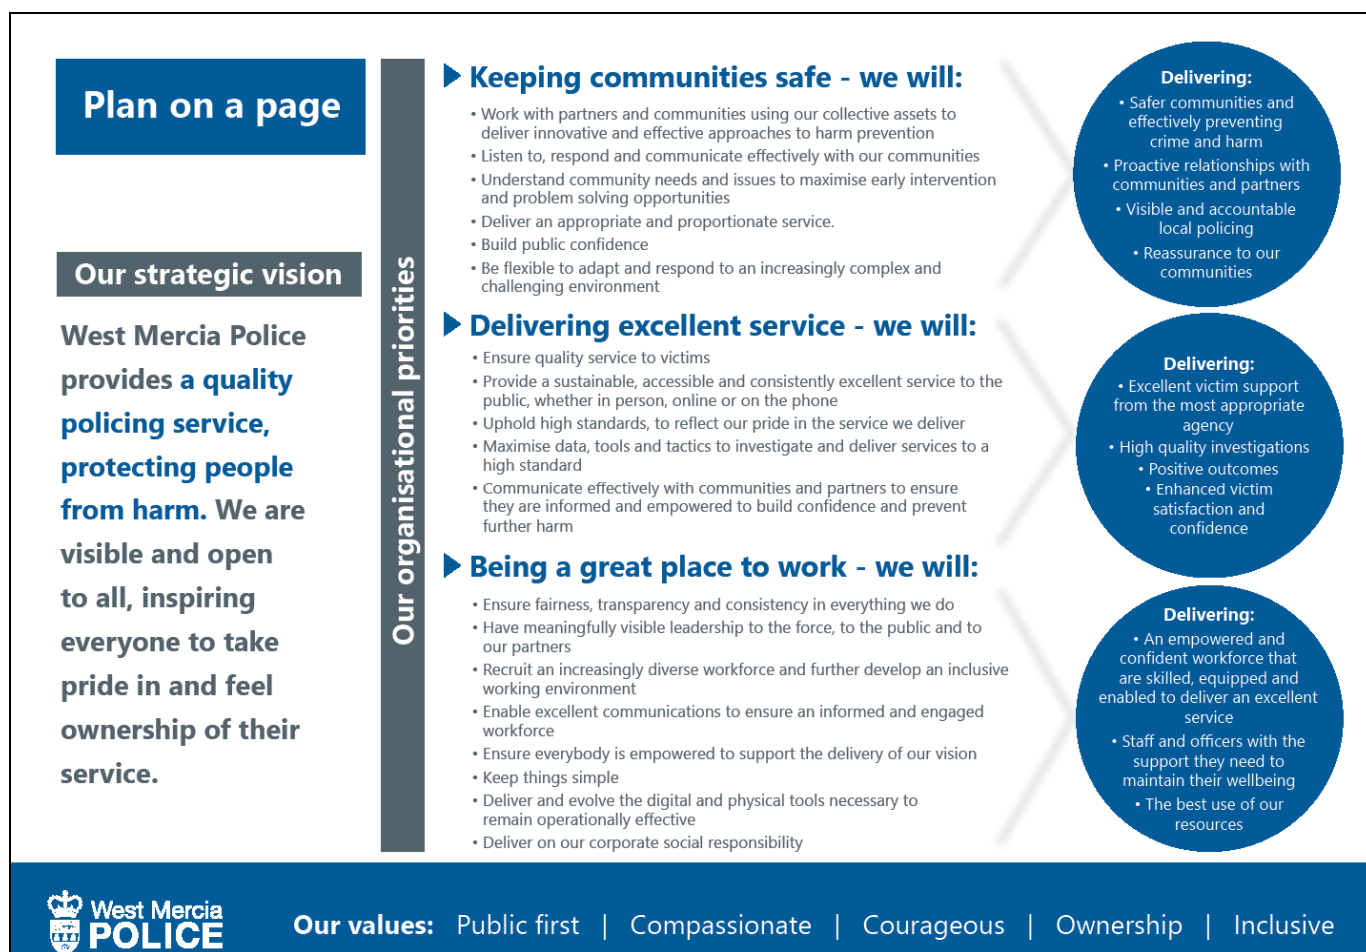 Plan on a page
Our strategic vision
West Mercia Police
provides a quality
policing service,
protecting people
from harm. We are
visible and open
to all, inspiring
everyone to take
pride in and feel
ownership of their
service.
Our organisational priorities
Keeping communities safe - we will:
• Work with partners and communities using our collective assets to
deliver innovative and effective approaches to harm prevention
• Listen to, respond and communicate effectively with our communities
• Understand community needs and issues to maximise early intervention
and problem solving opportunities
• Deliver an appropriate and proportionate service.
• Build public confidence
• Be flexible to adapt and respond to an increasingly complex and
challenging environment
Delivering:
• Safer communities and
effectively preventing
crime and harm
• Proactive relationships with
communities and partners
• Visible and accountable
local policing
• Reassurance to our
communities
Delivering excellent service - we will:
• Ensure quality service to victims
• Provide a sustainable, accessible and consistently excellent service to the
public, whether in person, online or on the phone
• Uphold high standards, to reflect our pride in the service we deliver
• Maximise data, tools and tactics to investigate and deliver services to a
high standard
• Communicate effectively with communities and partners to ensure
they are informed and empowered to build confidence and prevent
further harm
Delivering:
• Excellent victim support
from the most appropriate
agency
• High quality investigations
• Positive outcomes
• Enhanced victim
satisfaction and
confidence
Being a great place to work - we will:
• Ensure fairness, transparency and consistency in everything we do
• Have meaningfully visible leadership to the force, to the public and to
our partners
• Recruit an increasingly diverse workforce and further develop an inclusive
working environment
• Enable excellent communications to ensure an informed and engaged
workforce
• Ensure everybody is empowered to support the delivery of our vision
• Keep things simple
• Deliver and evolve the digital and physical tools necessary to
remain operationally effective
• Deliver on our corporate social responsibility
Delivering:
• An empowered and
confident workforce that
are skilled, equipped and
enabled to deliver an excellent
service
• Staff and officers with the
support they need to
maintain their wellbeing
• The best use of our
resources
West Mercia
POLICE
Our values: Public first | Compassionate | Courageous | Ownership | Inclusive